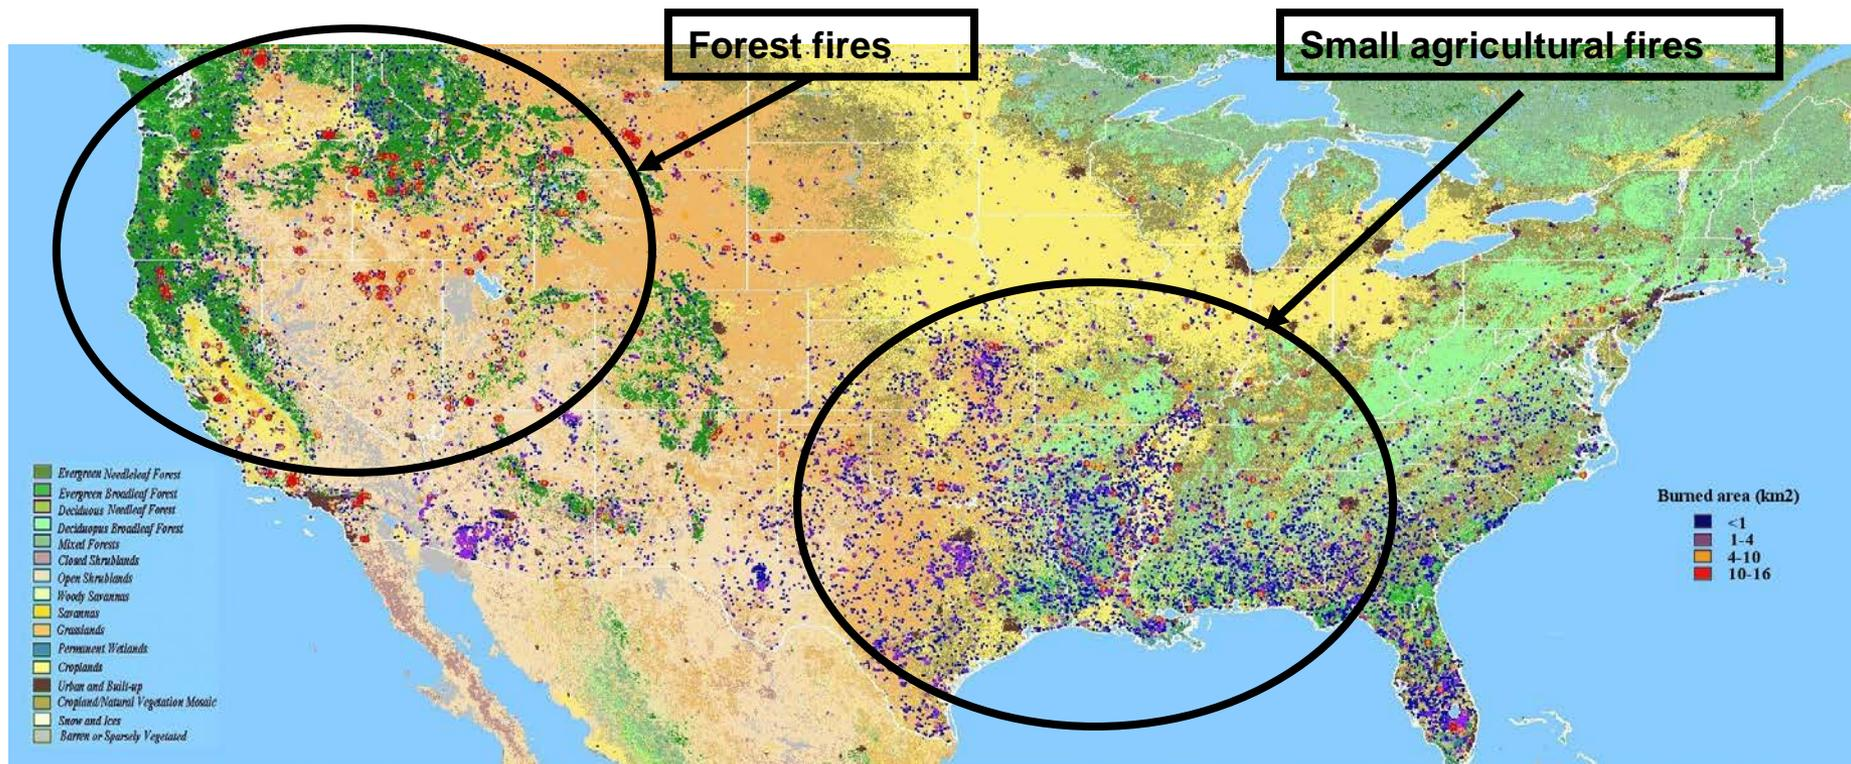 Forest fires
Small agricultural fires
Evergreen Needleleaf Forest
Evergreen Broadleaf Forest
Deciduous Needleaf Forest
Deciduopus Broadleaf Forest
Mixed Forests
Closed Shrublands
Open Shrublands
Woody Savannas
Savannas
Grasslands
Permanent Wetlands
Croplands
Urban and Built-up
Cropland/Natural Vegetation Mosaic
Snow and Ices
Barren or Sparsely Vegetated
Burned area (km2)
<1
1-4
4-10
10-16